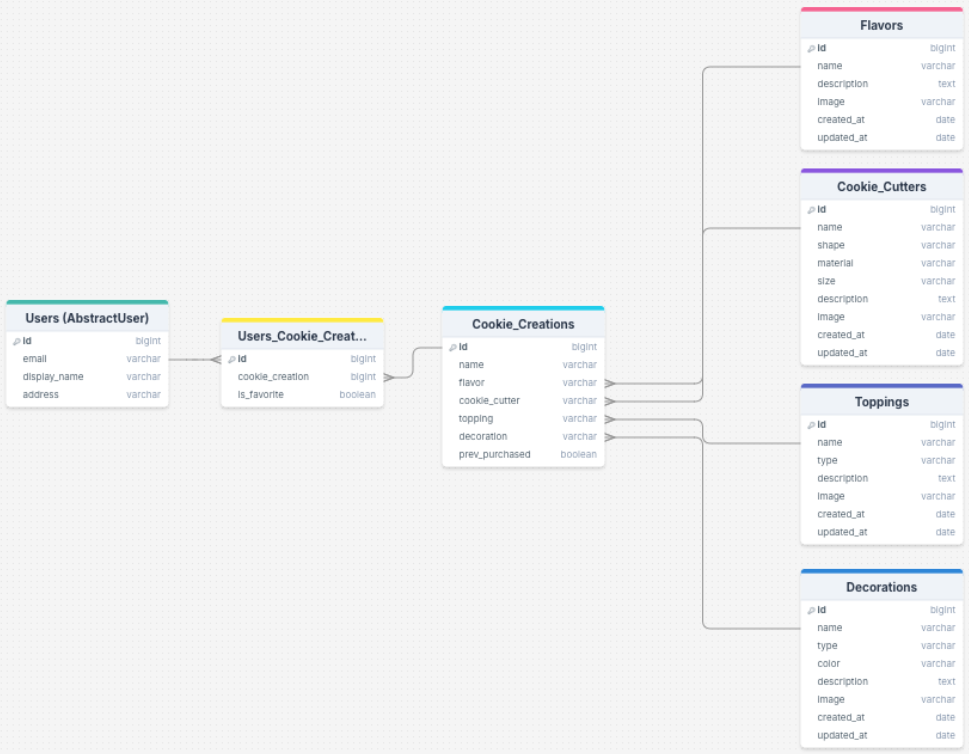 Flavors
id bigint
name varchar
description text
image varchar
created_at date
updated_at date
Cookie_Cutters
id bigint
name varchar
shape varchar
material varchar
size varchar
description text
image varchar
created_at date
updated_at date
Users (AbstractUser)
id bigint
email varchar
display_name varchar
address varchar
Users_Cookie_Creat...
id bigint
cookie_creation bigint
is_favorite boolean
Cookie_Creations
id bigint
name varchar
flavor varchar
cookie_cutter varchar
topping varchar
decoration varchar
prev_purchased boolean
Toppings
id bigint
name varchar
type varchar
description text
image varchar
created_at date
updated_at date
Decorations
id bigint
name varchar
type varchar
color varchar
description text
image varchar
created_at date
updated_at date